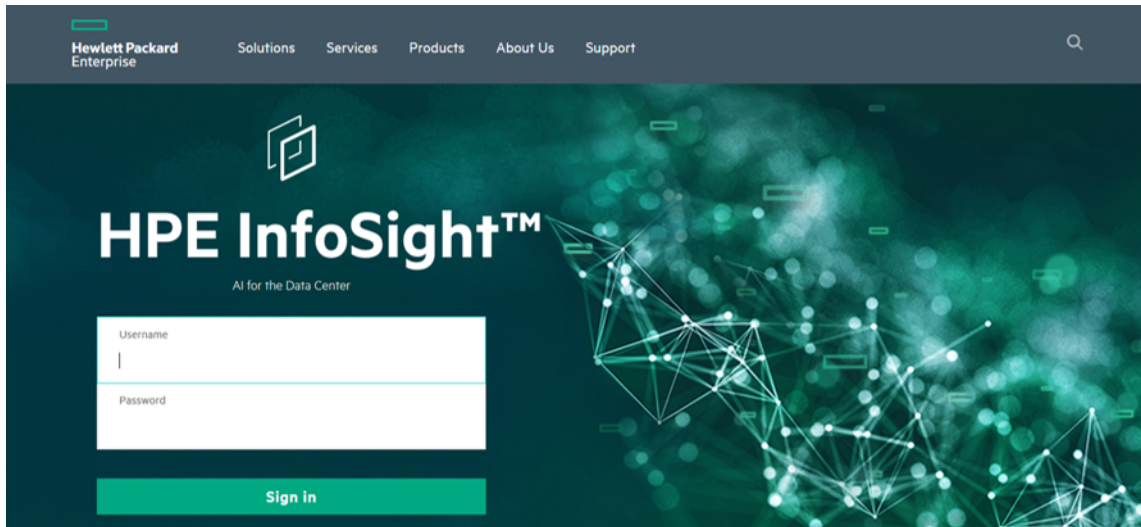 Hewlett Packard
Enterprise
Solutions Services Products About Us Support
HPE InfoSight™
AI for the Data Center
Username
Password
Sign in